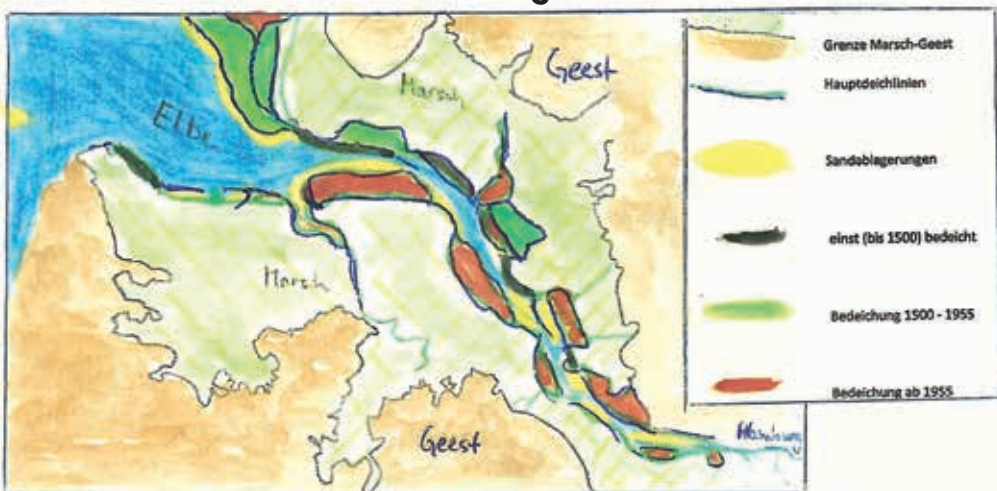 Elbe
Marsch
Geest
Marsch
Geest
Grenze Marsch-Geest
Hauptdeichlinien
Sandablagerungen
einst (bis 1500) bedeicht
Bedeichung 1500 - 1955
Bedeichung ab 1955